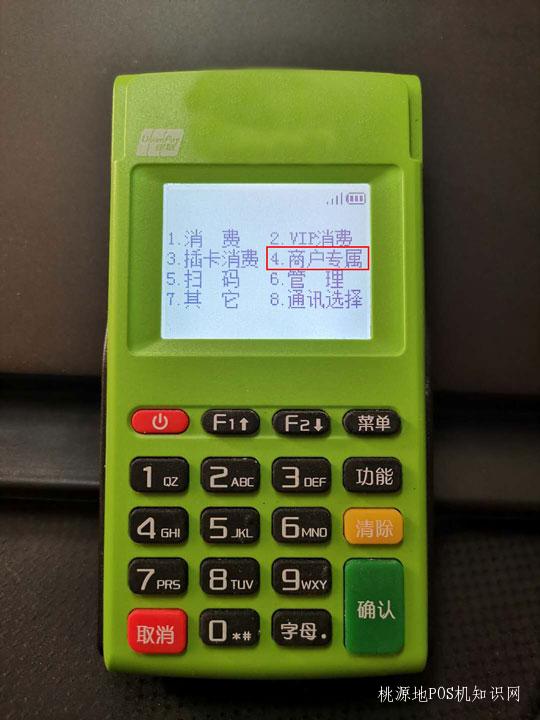 UnionPay
银联
1.消 费 2.VIP消费
3.插卡消费 4.商户专属
5.扫 码 6.管 理
7.其 它 8.通讯选择
F1↑ F2↓ 菜单
1 QZ 2 ABC 3 DEF 功能
4 GHI 5 JKL 6 MNO 清除
7 PRS 8 TUV 9 WXY
取消 0 *# 字母. 确认
桃源地POS机知识网